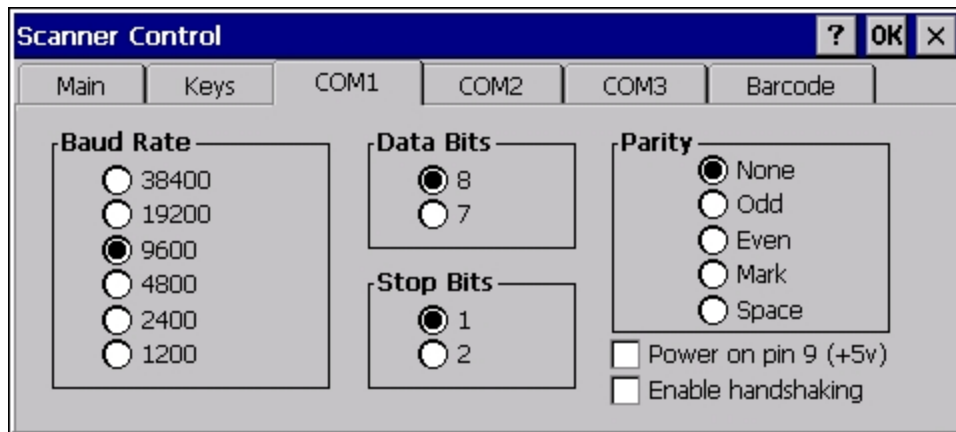 Scanner Control ? OK ×
Main Keys COM1 COM2 COM3 Barcode
Baud Rate
38400
19200
9600
4800
2400
1200
Data Bits
8
7
Stop Bits
1
2
Parity
None
Odd
Even
Mark
Space
Power on pin 9 (+5v)
Enable handshaking